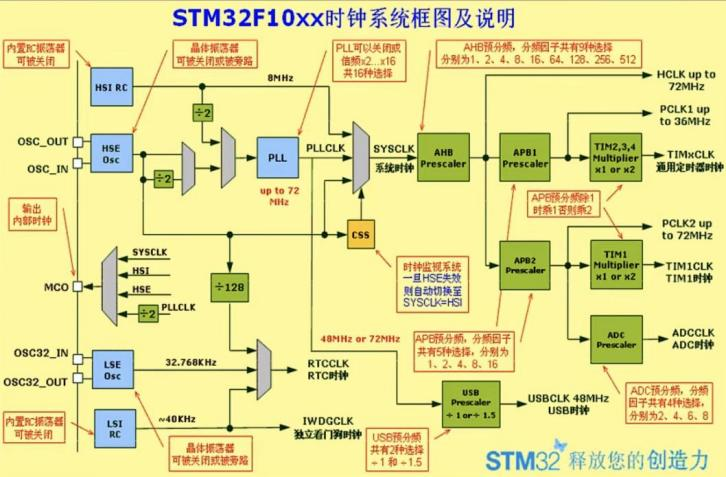 STM32F10xx时钟系统框图及说明
内置RC振荡器
可被关闭
晶体振荡器
可被关闭或被旁路
PLL可以关闭或
倍频x2...x16
共16种选择
AHB预分频,分频因子共有9种选择
分别为1、2、4、8、16、64、128、256、512
HSI RC
8MHz
÷2
HCLK up to
72MHz
PCLK1 up
to 36MHz
OSC_OUT
OSC_IN
HSE
Osc
÷2
PLL
PLLCLK
SYSCLK
系统时钟
AHB
Prescaler
APB1
Prescaler
TIM2,3,4
Multiplier
x1 or x2
TIMxCLK
通用定时器时钟
up to 72
MHz
输出
内部时钟
CSS
APB预分频除1
时乘1否则乘2
PCLK2 up
to 72MHz
SYSCLK
HSI
HSE
PLLCLK
÷2
MCO
÷128
时钟监视系统
一旦HSE失效
则自动切换至
SYSCLK=HSI
APB2
Prescaler
TIM1
Multiplier
x1 or x2
TIM1CLK
TIM1时钟
48MHz or 72MHz
APB预分频,分频因子
共有5种选择,分别为
1、2、4、8、16
ADC
Prescaler
ADCCLK
ADC时钟
OSC32_IN
OSC32_OUT
LSE
Osc
32.768KHz
RTCCLK
RTC时钟
USB
Prescaler
÷ 1 or ÷ 1.5
USBCLK 48MHz
USB时钟
ADC预分频,分频
因子共有4种选择,
分别为2、4、6、8
内置RC振荡器
可被关闭
LSI
RC
~40KHz
IWDGCLK
独立看门狗时钟
晶体振荡器
可被关闭或被旁路
USB预分频
共有2种选择
÷1 和 ÷1.5
STM32 释放您的创造力